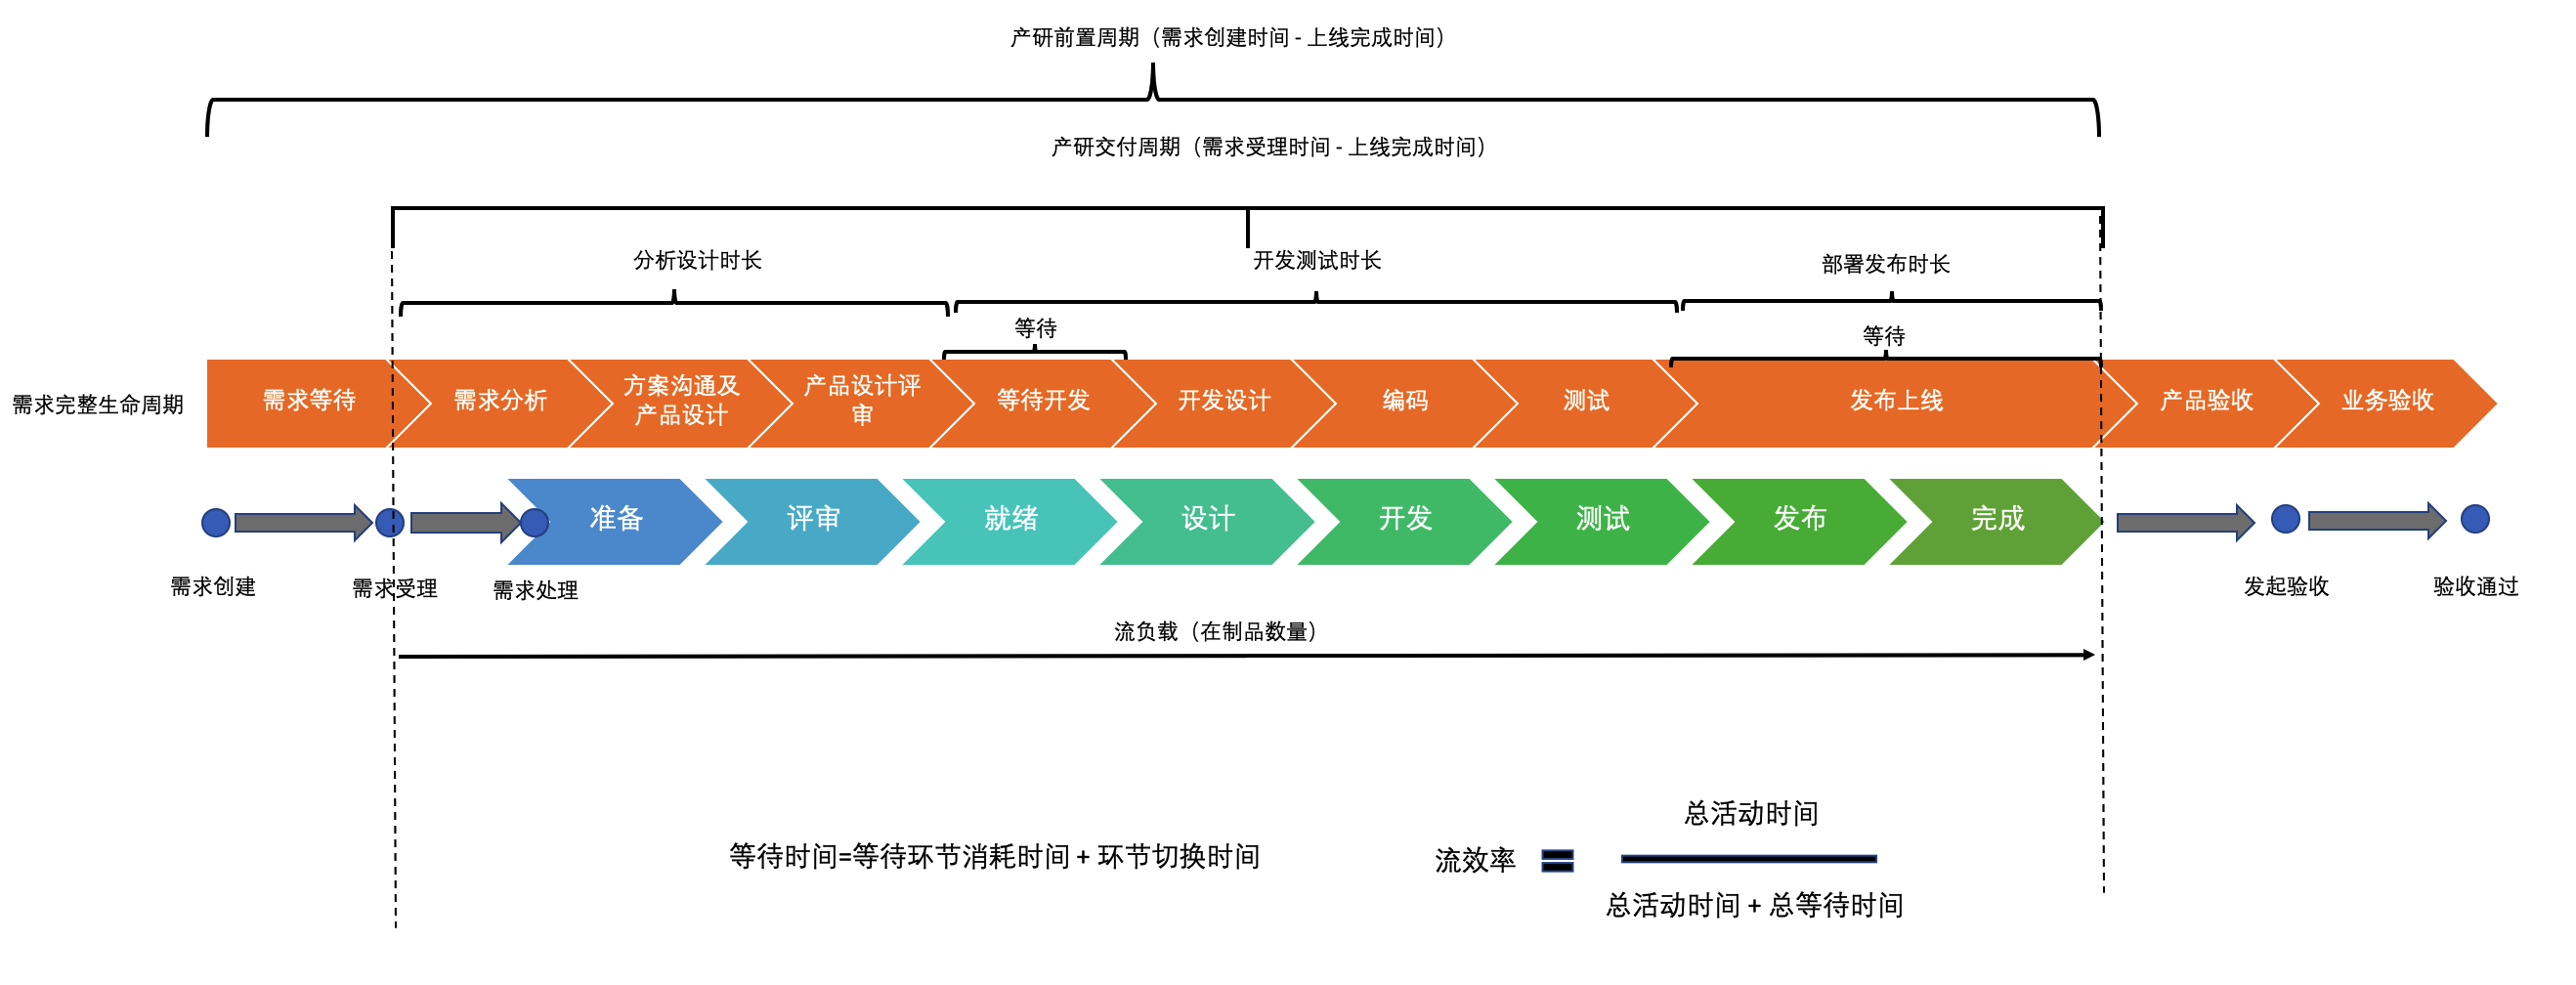 产研前置周期（需求创建时间 - 上线完成时间）
产研交付周期（需求受理时间 - 上线完成时间）
分析设计时长
开发测试时长
部署发布时长
等待
等待
需求完整生命周期
需求等待
需求分析
方案沟通及
产品设计
产品设计评
审
等待开发
开发设计
编码
测试
发布上线
产品验收
业务验收
准备
评审
就绪
设计
开发
测试
发布
完成
需求创建
需求受理
需求处理
发起验收
验收通过
流负载（在制品数量）
等待时间=等待环节消耗时间 + 环节切换时间
流效率 =
总活动时间
总活动时间 + 总等待时间